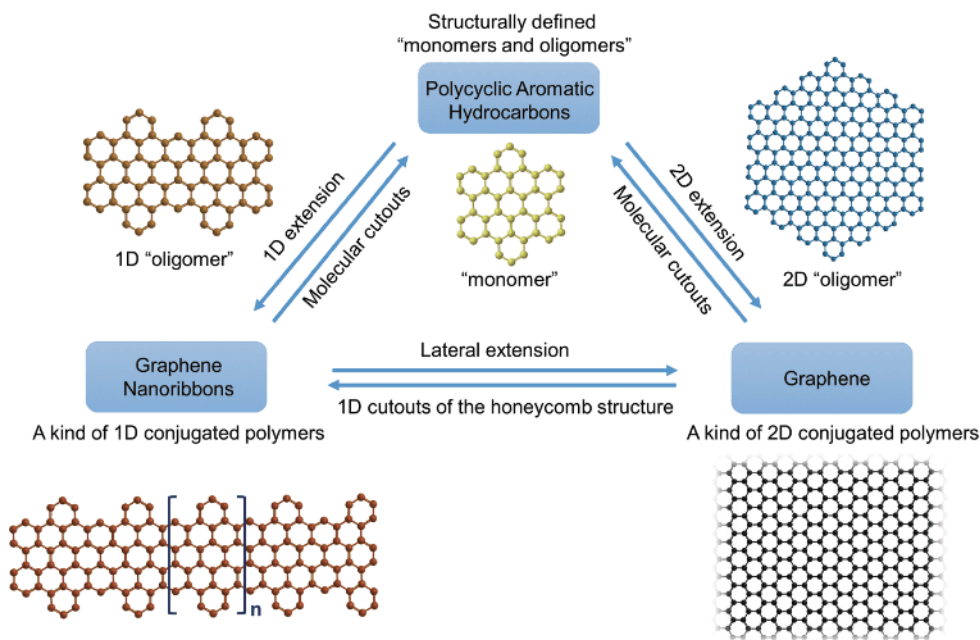 Structurally defined
“monomers and oligomers”
Polycyclic Aromatic
Hydrocarbons
1D “oligomer”
1D extension
Molecular cutouts
“monomer”
2D extension
Molecular cutouts
2D “oligomer”
Graphene
Nanoribbons
Lateral extension
1D cutouts of the honeycomb structure
Graphene
A kind of 1D conjugated polymers
A kind of 2D conjugated polymers
n